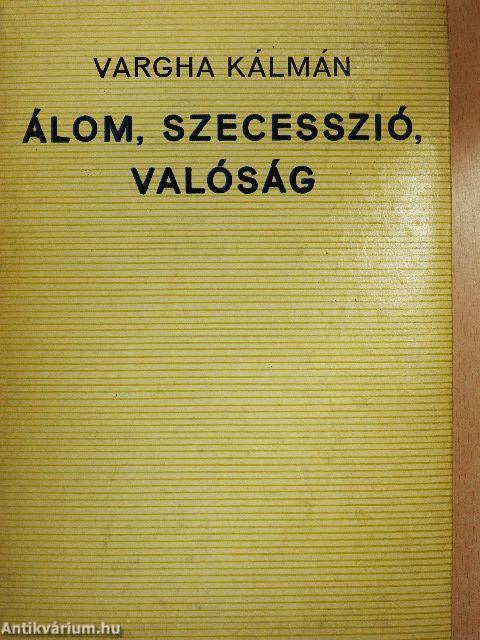 VARGHA KÁLMÁN
ÁLOM, SZECESSZIÓ,
VALÓSÁG
Antikvárium.hu